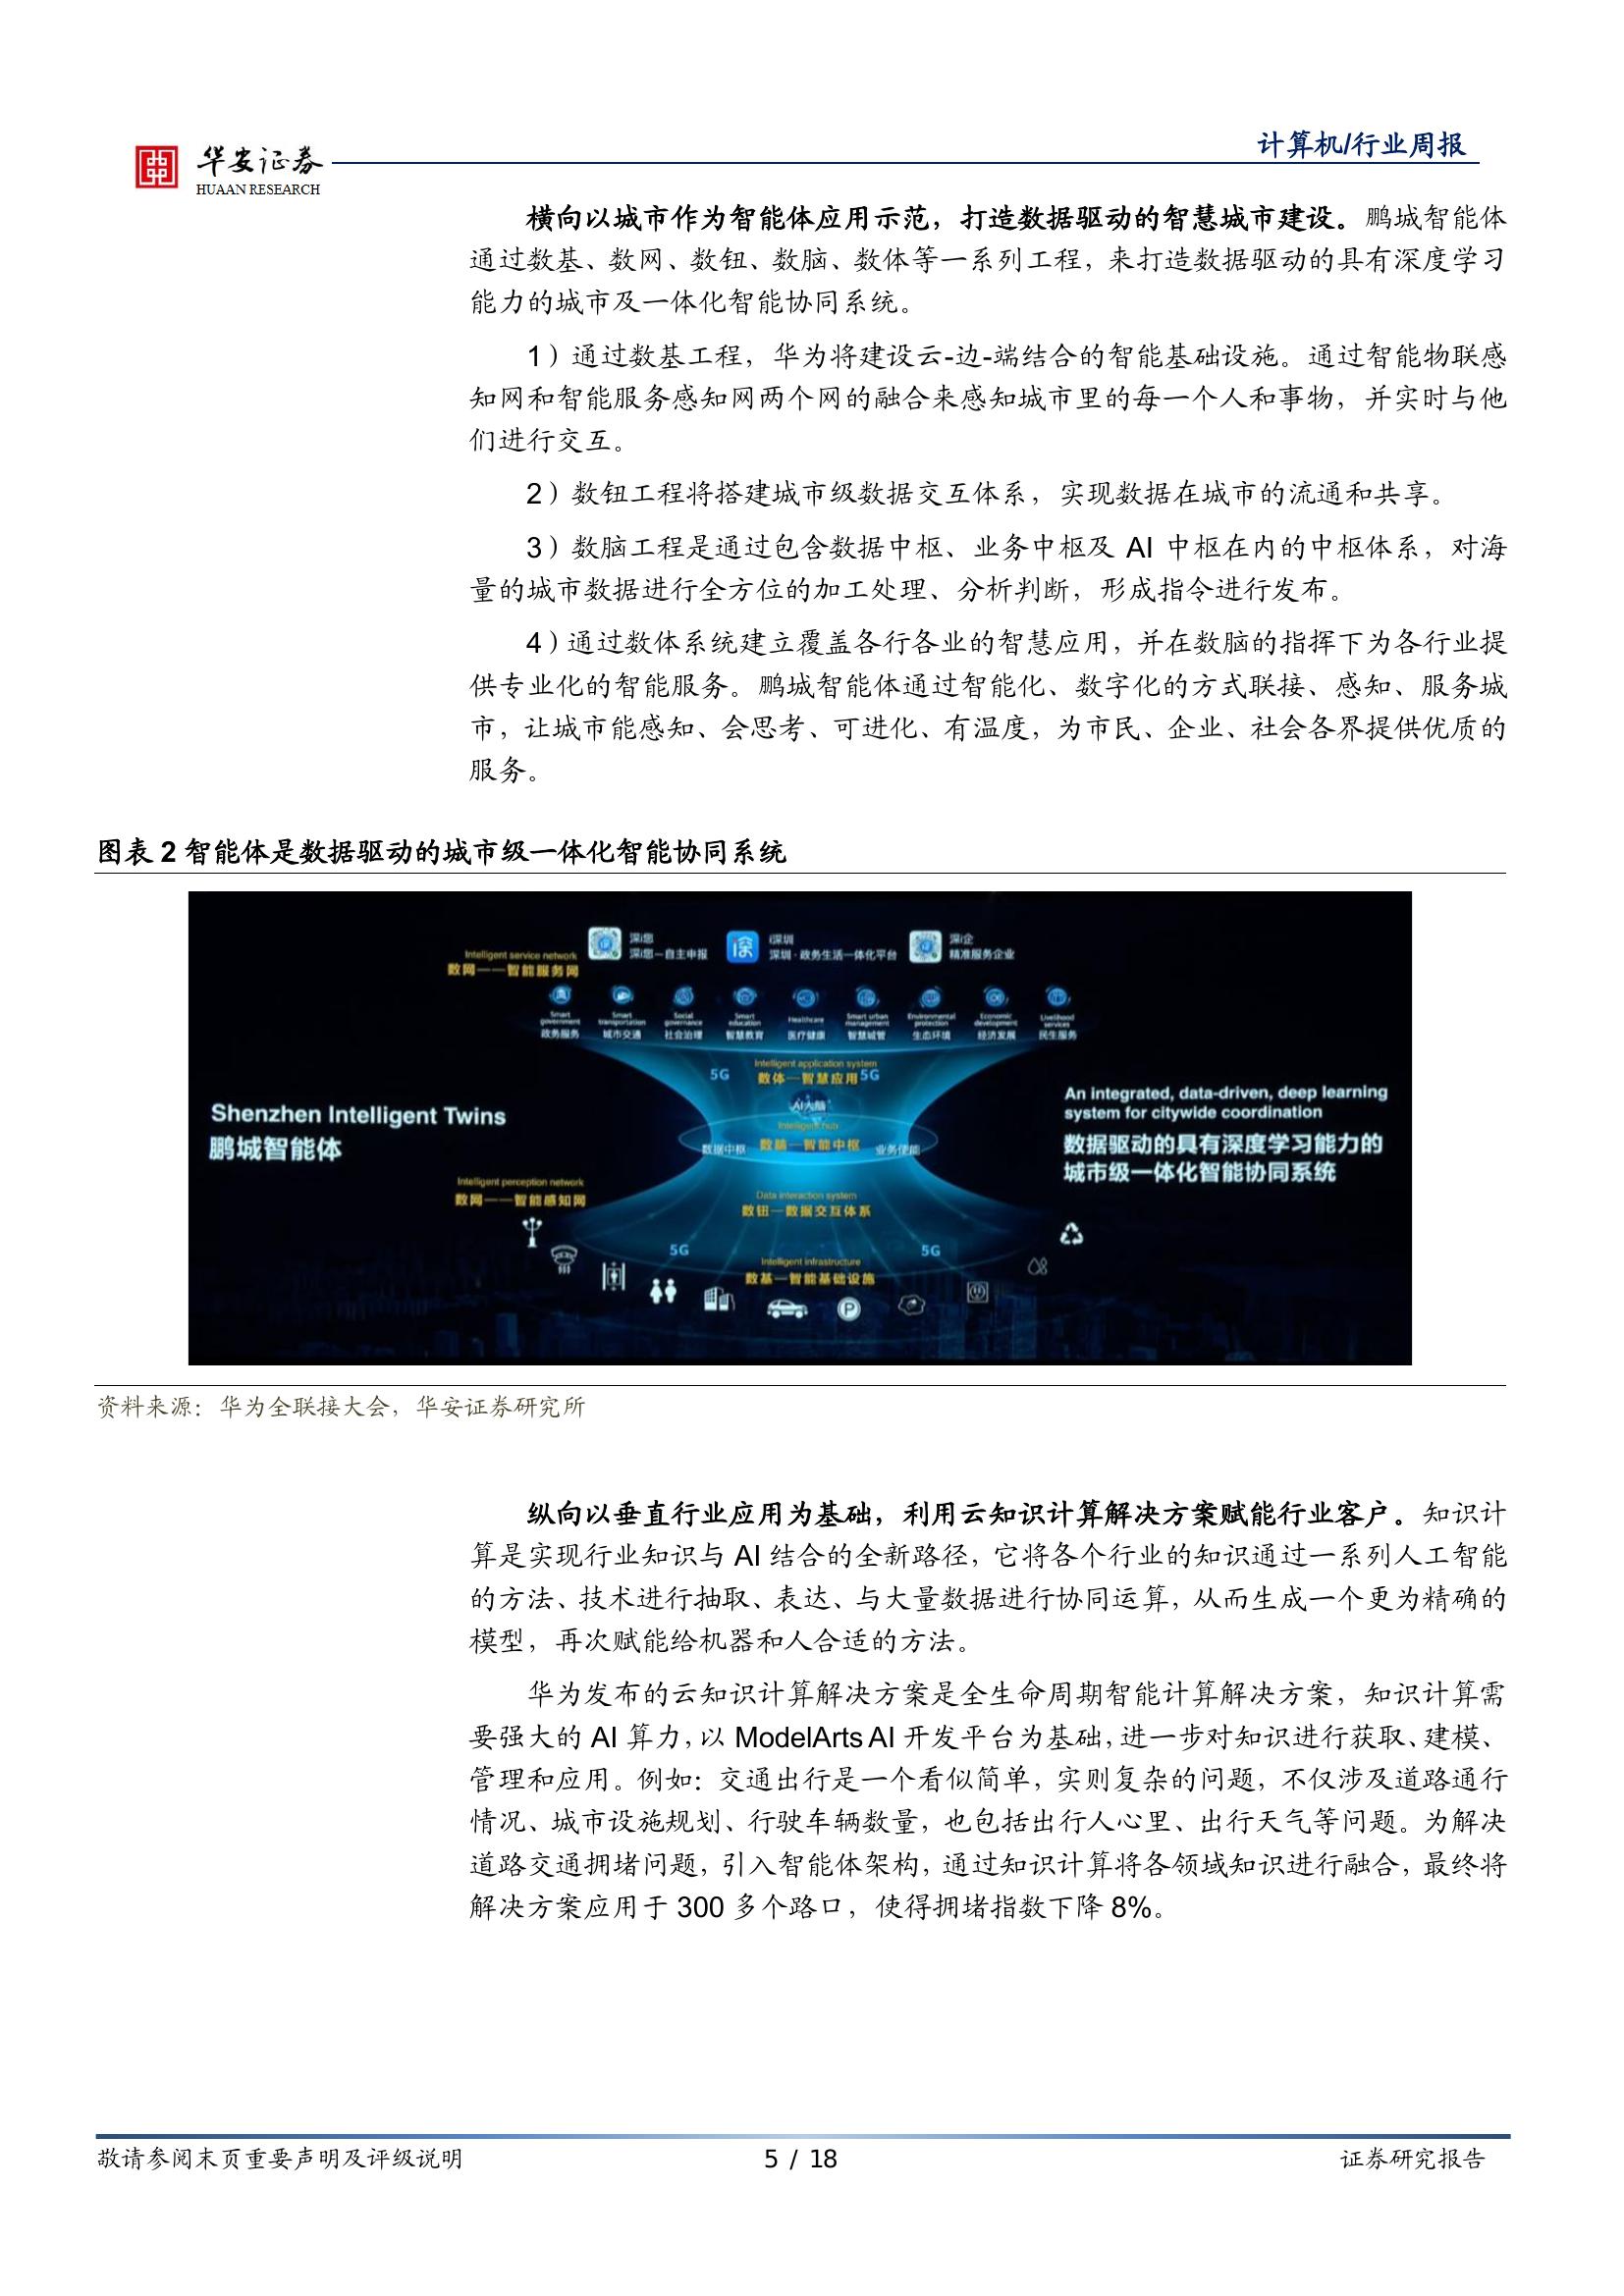 华安证券
HUAAN RESEARCH
计算机/行业周报
横向以城市作为智能体应用示范，打造数据驱动的智慧城市建设。鹏城智能体
通过数基、数网、数钮、数脑、数体等一系列工程，来打造数据驱动的具有深度学习
能力的城市及一体化智能协同系统。
1）通过数基工程，华为将建设云-边-端结合的智能基础设施。通过智能物联感
知网和智能服务感知网两个网的融合来感知城市里的每一个人和事物，并实时与他
们进行交互。
2）数钮工程将搭建城市级数据交互体系，实现数据在城市的流通和共享。
3）数脑工程是通过包含数据中枢、业务中枢及 AI 中枢在内的中枢体系，对海
量的城市数据进行全方位的加工处理、分析判断，形成指令进行发布。
4）通过数体系统建立覆盖各行各业的智慧应用，并在数脑的指挥下为各行业提
供专业化的智能服务。鹏城智能体通过智能化、数字化的方式联接、感知、服务城
市，让城市能感知、会思考、可进化、有温度，为市民、企业、社会各界提供优质的
服务。
图表 2 智能体是数据驱动的城市级一体化智能协同系统
深i您
深i您—自主申报
i深
i深圳
深圳·政务生活一体化平台
深i企
精准服务企业
Intelligent service network
数网——智能服务网
Smart government
政务服务
Smart transportation
城市交通
Social governance
社会治理
Smart education
智慧教育
Healthcare
医疗健康
Smart urban management
智慧城管
Environmental protection
生态环境
Economic development
经济发展
Livelihood services
民生服务
Intelligent application system
5G 数体—智慧应用 5G
AI大脑
Intelligent hub
数据中枢 数脑—智能中枢 业务使能
Shenzhen Intelligent Twins
鹏城智能体
An integrated, data-driven, deep learning
system for citywide coordination
数据驱动的具有深度学习能力的
城市级一体化智能协同系统
Intelligent perception network
数网——智能感知网
Data interaction system
数钮—数据交互体系
5G 5G
Intelligent infrastructure
数基—智能基础设施
P
资料来源：华为全联接大会，华安证券研究所
纵向以垂直行业应用为基础，利用云知识计算解决方案赋能行业客户。知识计
算是实现行业知识与 AI 结合的全新路径，它将各个行业的知识通过一系列人工智能
的方法、技术进行抽取、表达、与大量数据进行协同运算，从而生成一个更为精确的
模型，再次赋能给机器和人合适的方法。
华为发布的云知识计算解决方案是全生命周期智能计算解决方案，知识计算需
要强大的 AI 算力，以 ModelArts AI 开发平台为基础，进一步对知识进行获取、建模、
管理和应用。例如：交通出行是一个看似简单，实则复杂的问题，不仅涉及道路通行
情况、城市设施规划、行驶车辆数量，也包括出行人心里、出行天气等问题。为解决
道路交通拥堵问题，引入智能体架构，通过知识计算将各领域知识进行融合，最终将
解决方案应用于 300 多个路口，使得拥堵指数下降 8%。
敬请参阅末页重要声明及评级说明
5 / 18
证券研究报告